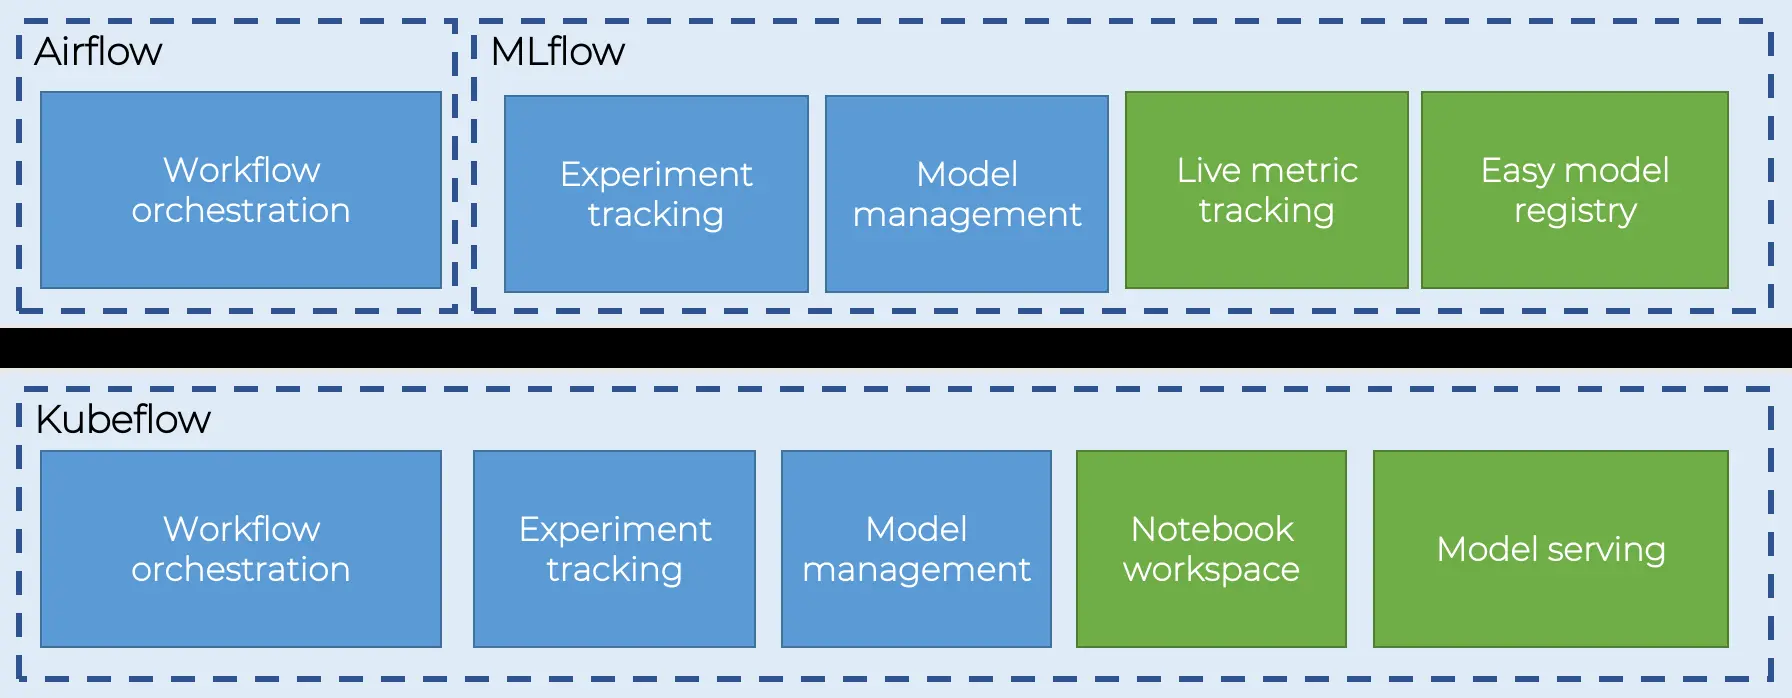 Airflow
Workflow
orchestration
MLflow
Experiment
tracking
Model
management
Live metric
tracking
Easy model
registry
Kubeflow
Workflow
orchestration
Experiment
tracking
Model
management
Notebook
workspace
Model serving